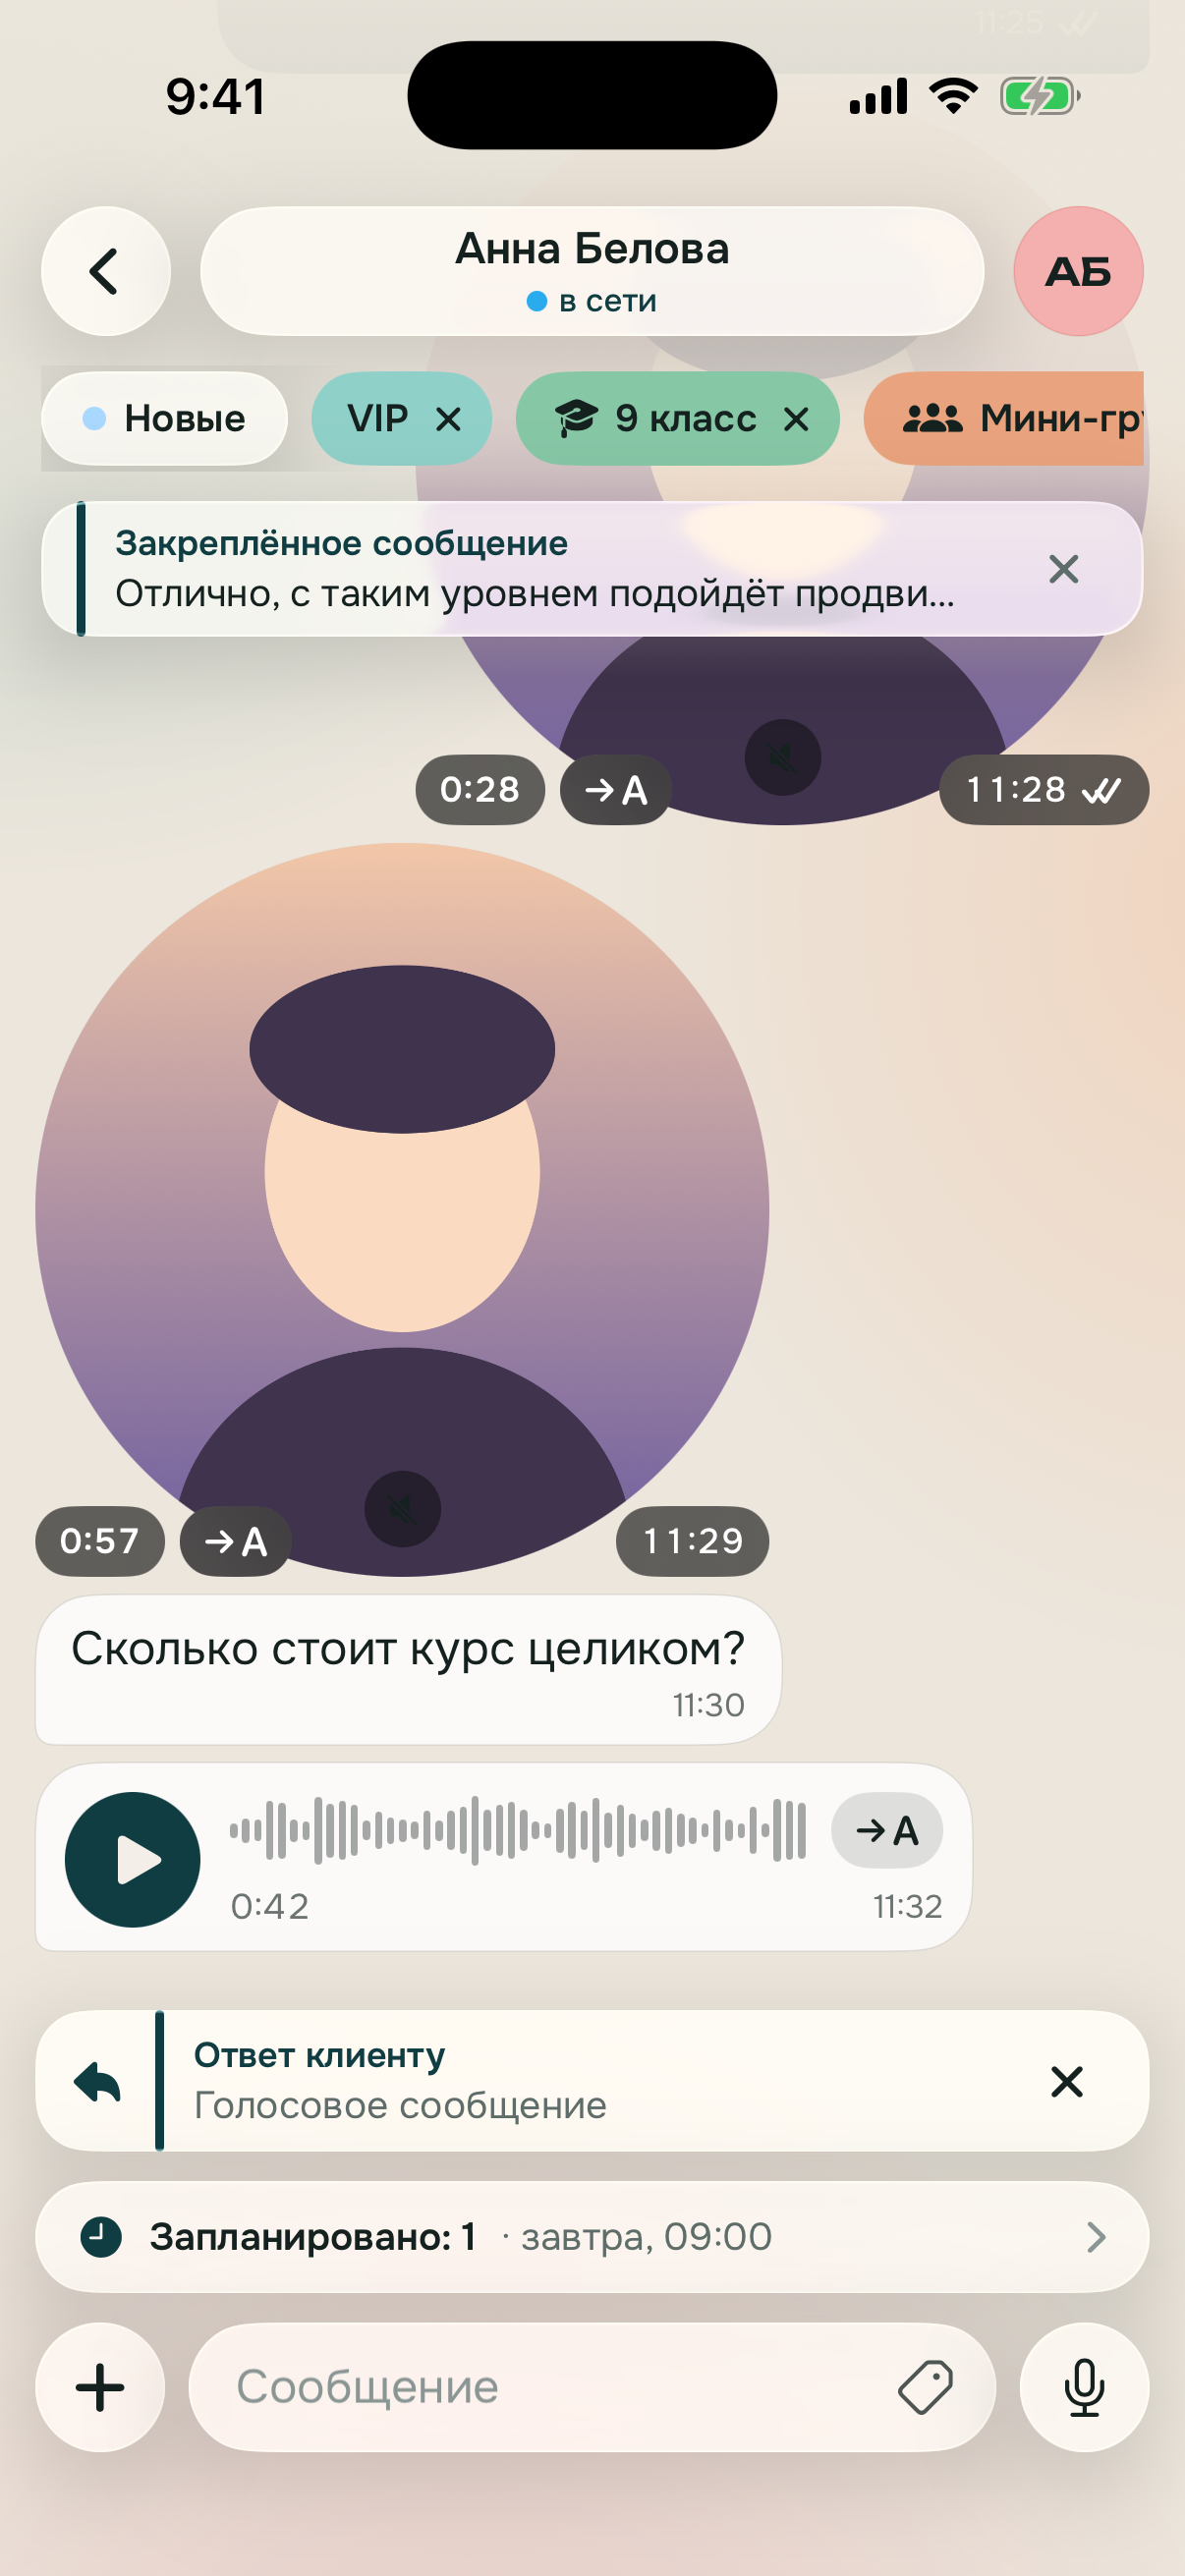 11:25
9:41
Анна Белова
в сети
АБ
Новые
VIP
9 класс
Мини-гр
Закреплённое сообщение
Отлично, с таким уровнем подойдёт продви...
0:28
→A
11:28
0:57
→A
11:29
Сколько стоит курс целиком?
11:30
→A
0:42
11:32
Ответ клиенту
Голосовое сообщение
Запланировано: 1 · завтра, 09:00
Сообщение